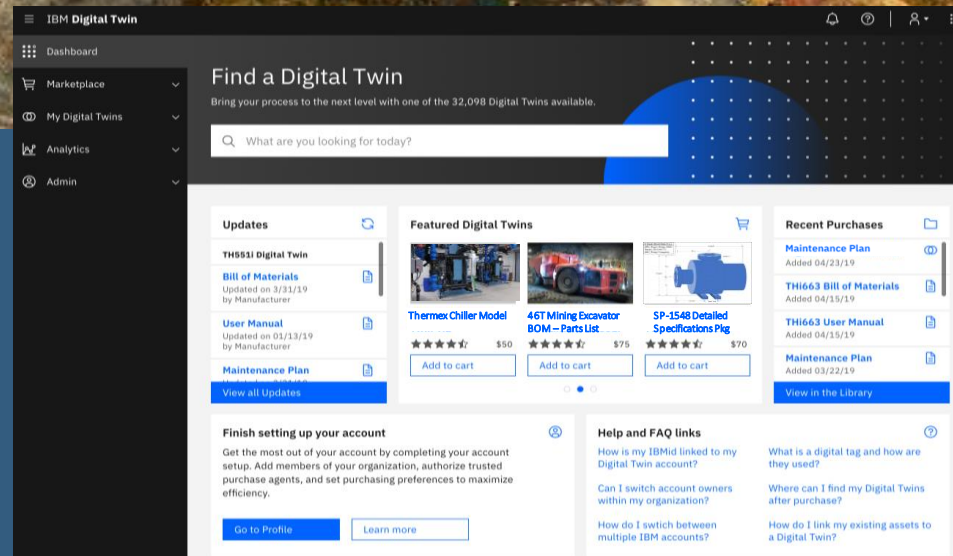 IBM Digital Twin
Dashboard
Marketplace
My Digital Twins
Analytics
Admin
Find a Digital Twin
Bring your process to the next level with one of the 32,098 Digital Twins available.
What are you looking for today?
Updates
TH551i Digital Twin
Bill of Materials
Updated on 3/31/19
by Manufacturer
User Manual
Updated on 01/13/19
by Manufacturer
Maintenance Plan
View all Updates
Featured Digital Twins
Thermex Chiller Model
$50
Add to cart
46T Mining Excavator
BOM – Parts List
$75
Add to cart
SP-1548 Detailed
Specifications Pkg
$70
Add to cart
Recent Purchases
Maintenance Plan
Added 04/23/19
THi663 Bill of Materials
Added 04/15/19
THi663 User Manual
Added 04/15/19
Maintenance Plan
Added 03/22/19
View in the Library
Finish setting up your account
Get the most out of your account by completing your account
setup. Add members of your organization, authorize trusted
purchase agents, and set purchasing preferences to maximize
efficiency.
Go to Profile
Learn more
Help and FAQ links
How is my IBMid linked to my
Digital Twin account?
Can I switch account owners
within my organization?
How do I swtich between
multiple IBM accounts?
What is a digital tag and how are
they used?
Where can I find my Digital Twins
after purchase?
How do I link my existing assets to
a Digital Twin?